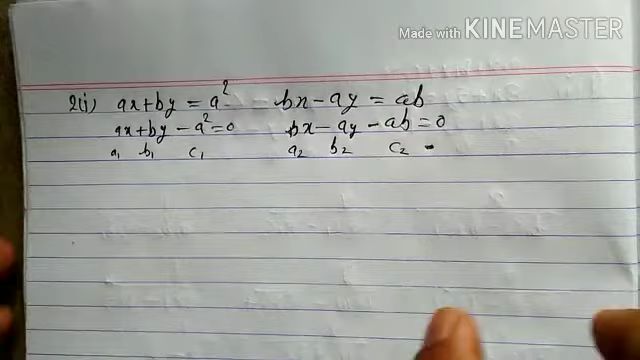 Made with KINEMASTER
2(i) ax+by = a² bx-ay = ab
ax+by-a²=0 bx-ay-ab=0
a₁ b₁ c₁ a₂ b₂ c₂ -